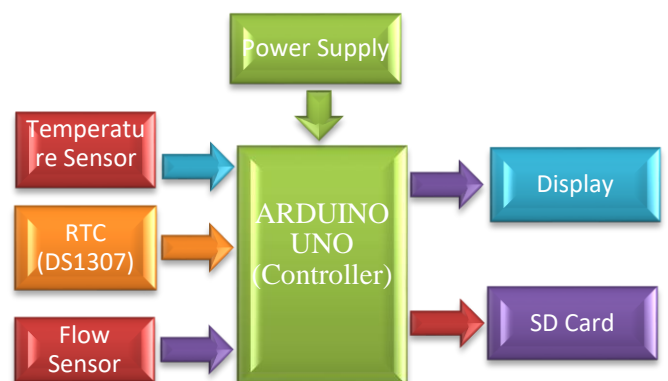 Power Supply
Temperatu
re Sensor
RTC
(DS1307)
Flow
Sensor
ARDUINO
UNO
(Controller)
Display
SD Card